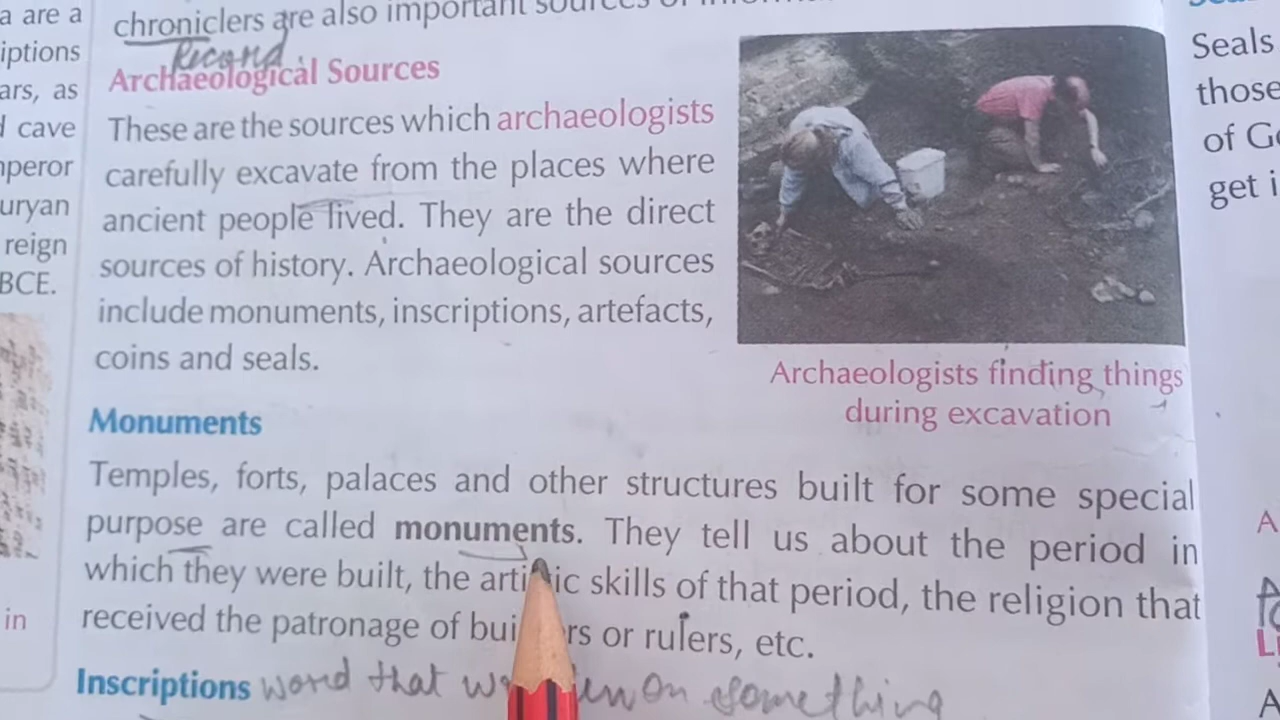 a are a
iptions
ars, as
d cave
nperor
uryan
reign
BCE.
in
chroniclers are also important sources of
Record
Archaeological Sources
These are the sources which archaeologists
carefully excavate from the places where
ancient people lived. They are the direct
sources of history. Archaeological sources
include monuments, inscriptions, artefacts,
coins and seals.
Archaeologists finding things
during excavation
Monuments
Temples, forts, palaces and other structures built for some special
purpose are called monuments. They tell us about the period in
which they were built, the artistic skills of that period, the religion that
received the patronage of builders or rulers, etc.
Inscriptions word that on something
Seals
those
of G
get i
A
A